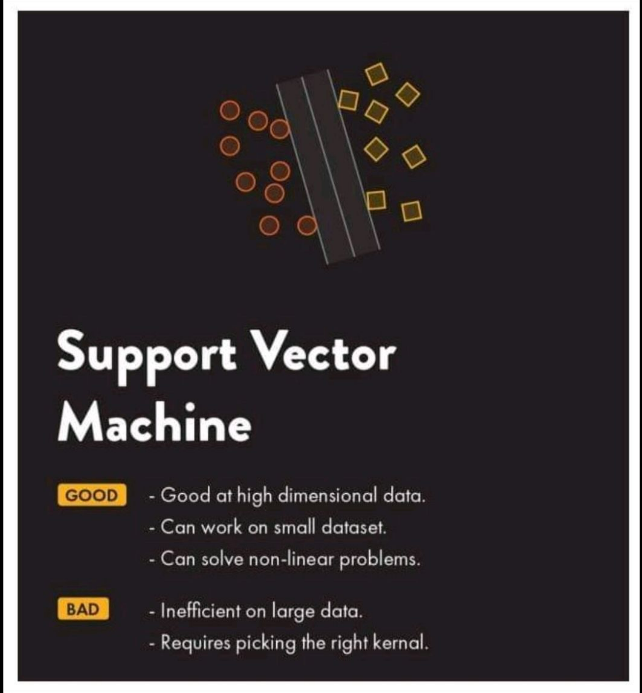 Support Vector
Machine
GOOD - Good at high dimensional data.
- Can work on small dataset.
- Can solve non-linear problems.
BAD - Inefficient on large data.
- Requires picking the right kernal.